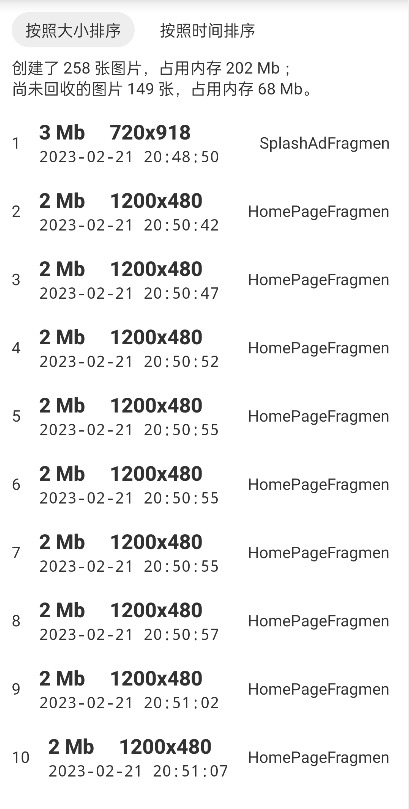 按照大小排序 按照时间排序
创建了 258 张图片，占用内存 202 Mb；
尚未回收的图片 149 张，占用内存 68 Mb。
1 3 Mb 720x918 SplashAdFragmen
2023-02-21 20:48:50
2 2 Mb 1200x480 HomePageFragmen
2023-02-21 20:50:42
3 2 Mb 1200x480 HomePageFragmen
2023-02-21 20:50:47
4 2 Mb 1200x480 HomePageFragmen
2023-02-21 20:50:52
5 2 Mb 1200x480 HomePageFragmen
2023-02-21 20:50:55
6 2 Mb 1200x480 HomePageFragmen
2023-02-21 20:50:55
7 2 Mb 1200x480 HomePageFragmen
2023-02-21 20:50:55
8 2 Mb 1200x480 HomePageFragmen
2023-02-21 20:50:57
9 2 Mb 1200x480 HomePageFragmen
2023-02-21 20:51:02
10 2 Mb 1200x480 HomePageFragmen
2023-02-21 20:51:07